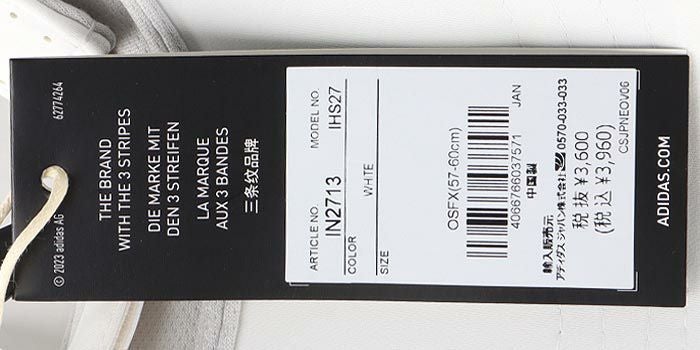 62774264
© 2023 adidas AG
THE BRAND
WITH THE 3 STRIPES
DIE MARKE MIT
DEN 3 STREIFEN
LA MARQUE
AUX 3 BANDES
三条纹品牌
ARTICLE NO. MODEL NO.
IN2713 IHS27
COLOR WHITE
SIZE
OSFX(57-60cm)
4066766037571 JAN
中国製
輸入販売元
アディダス ジャパン株式会社 0570-033-033
税抜 ¥3,600
(税込 ¥3,960)
CSJPNEOV06
ADIDAS.COM